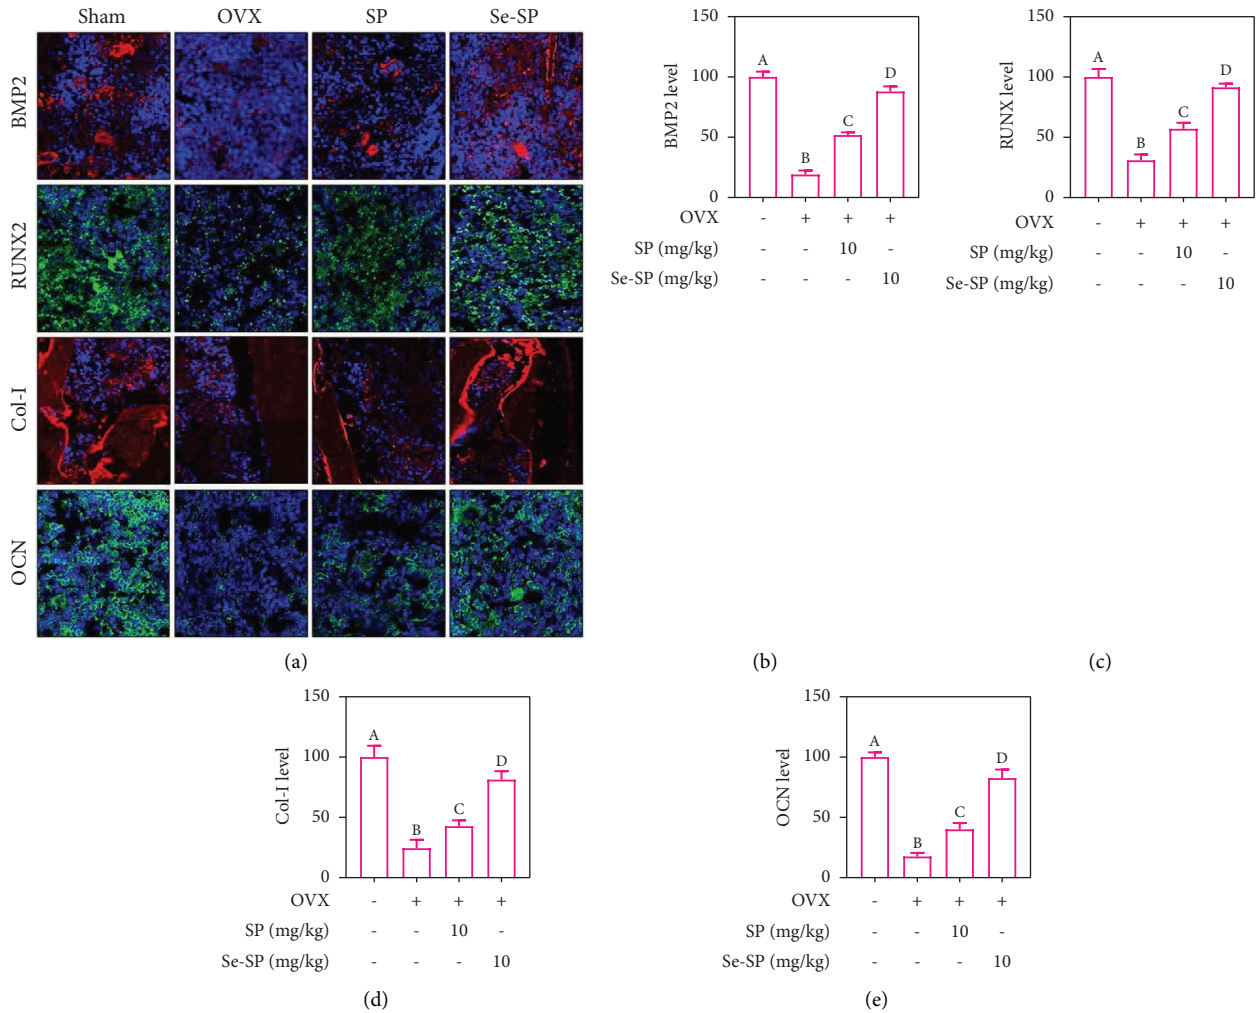 Sham OVX SP Se-SP
BMP2
RUNX2
Col-I
OCN
(a)
BMP2 level
150
100
50
0
A
B
C
D
OVX - + + +
SP (mg/kg) - - 10 -
Se-SP (mg/kg) - - - 10
(b)
RUNX level
150
100
50
0
A
B
C
D
OVX - + + +
SP (mg/kg) - - 10 -
Se-SP (mg/kg) - - - 10
(c)
Col-I level
150
100
50
0
A
B
C
D
OVX - + + +
SP (mg/kg) - - 10 -
Se-SP (mg/kg) - - - 10
(d)
OCN level
150
100
50
0
A
B
C
D
OVX - + + +
SP (mg/kg) - - 10 -
Se-SP (mg/kg) - - - 10
(e)